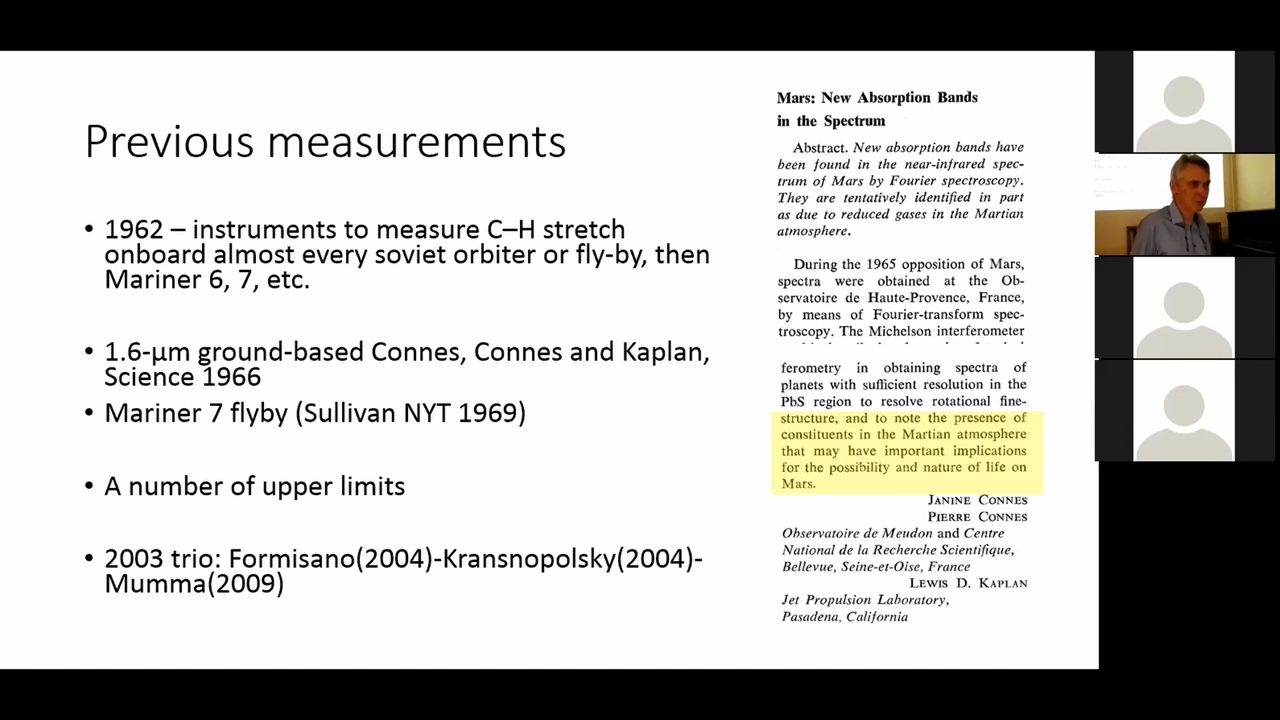 Previous measurements
• 1962 – instruments to measure C–H stretch
onboard almost every soviet orbiter or fly-by, then
Mariner 6, 7, etc.
• 1.6-μm ground-based Connes, Connes and Kaplan,
Science 1966
• Mariner 7 flyby (Sullivan NYT 1969)
• A number of upper limits
• 2003 trio: Formisano(2004)-Kransnopolsky(2004)-
Mumma(2009)
Mars: New Absorption Bands
in the Spectrum
Abstract. New absorption bands have
been found in the near-infrared spec-
trum of Mars by Fourier spectroscopy.
They are tentatively identified in part
as due to reduced gases in the Martian
atmosphere.
During the 1965 opposition of Mars,
spectra were obtained at the Ob-
servatoire de Haute-Provence, France,
by means of Fourier-transform spec-
troscopy. The Michelson interferometer
ferometry in obtaining spectra of
planets with sufficient resolution in the
PbS region to resolve rotational fine-
structure, and to note the presence of
constituents in the Martian atmosphere
that may have important implications
for the possibility and nature of life on
Mars.
JANINE CONNES
PIERRE CONNES
Observatoire de Meudon and Centre
National de la Recherche Scientifique,
Bellevue, Seine-et-Oise, France
LEWIS D. KAPLAN
Jet Propulsion Laboratory,
Pasadena, California